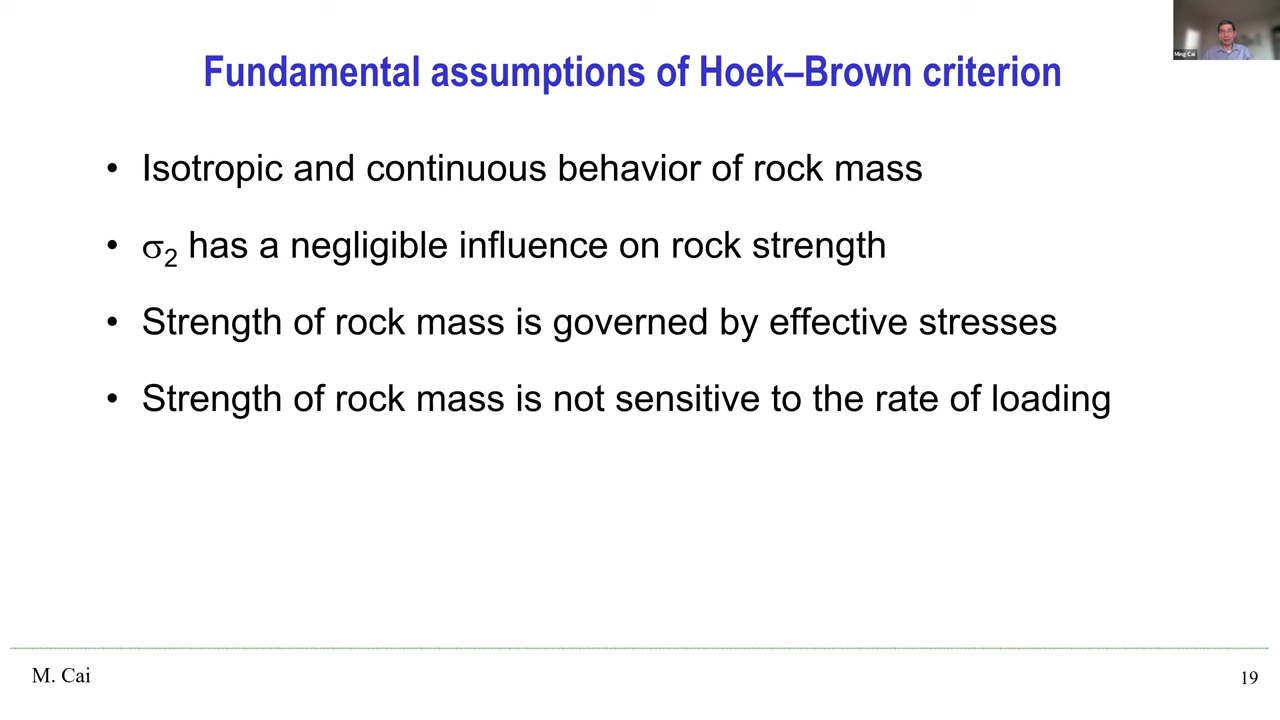 Fundamental assumptions of Hoek–Brown criterion
Ming Cai
• Isotropic and continuous behavior of rock mass
• σ2 has a negligible influence on rock strength
• Strength of rock mass is governed by effective stresses
• Strength of rock mass is not sensitive to the rate of loading
M. Cai
19